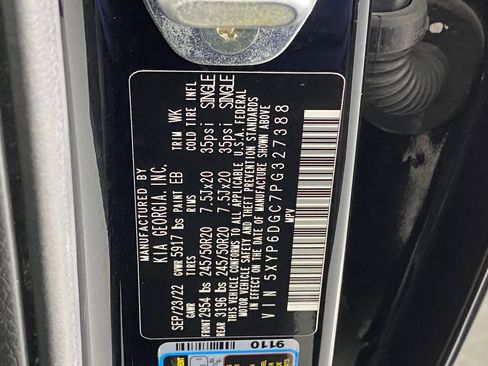 MANUFACTURED BY
KIA GEORGIA, INC.
SEP/23/22 GVWR 5917 lbs PAINT EB TRIM WK
GAWR TIRES RIMS COLD TIRE INFL
FRONT 2954 lbs 245/50R20 7.5Jx20 35psi SINGLE
REAR 3196 lbs 245/50R20 7.5Jx20 35psi SINGLE
THIS VEHICLE CONFORMS TO ALL APPLICABLE U.S.A. FEDERAL
MOTOR VEHICLE SAFETY AND THEFT PREVENTION STANDARDS
IN EFFECT ON THE DATE OF MANUFACTURE SHOWN ABOVE
VIN 5XYP6DGC7PG327388
MPV
9110